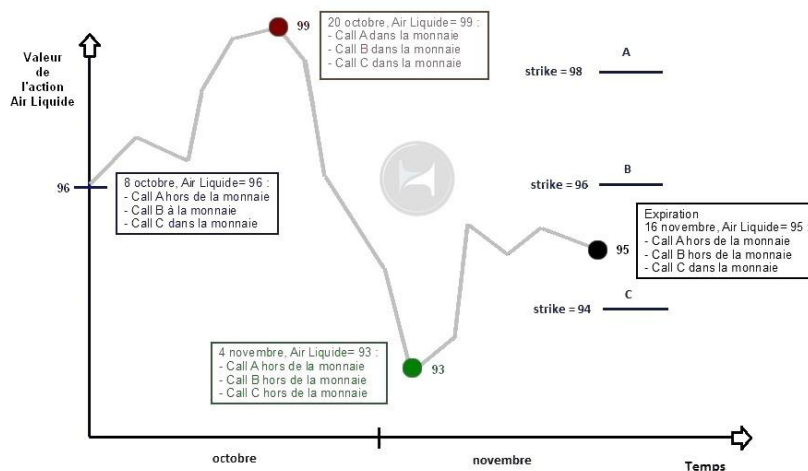 Valeur
de
l'action
Air Liquide
99
20 octobre, Air Liquide= 99 :
- Call A dans la monnaie
- Call B dans la monnaie
- Call C dans la monnaie
A
strike = 98
96
8 octobre, Air Liquide= 96 :
- Call A hors de la monnaie
- Call B à la monnaie
- Call C dans la monnaie
B
strike = 96
Expiration
16 novembre, Air Liquide= 95 :
- Call A hors de la monnaie
- Call B hors de la monnaie
- Call C dans la monnaie
95
C
strike = 94
4 novembre, Air Liquide= 93 :
- Call A hors de la monnaie
- Call B hors de la monnaie
- Call C hors de la monnaie
93
octobre
novembre
Temps